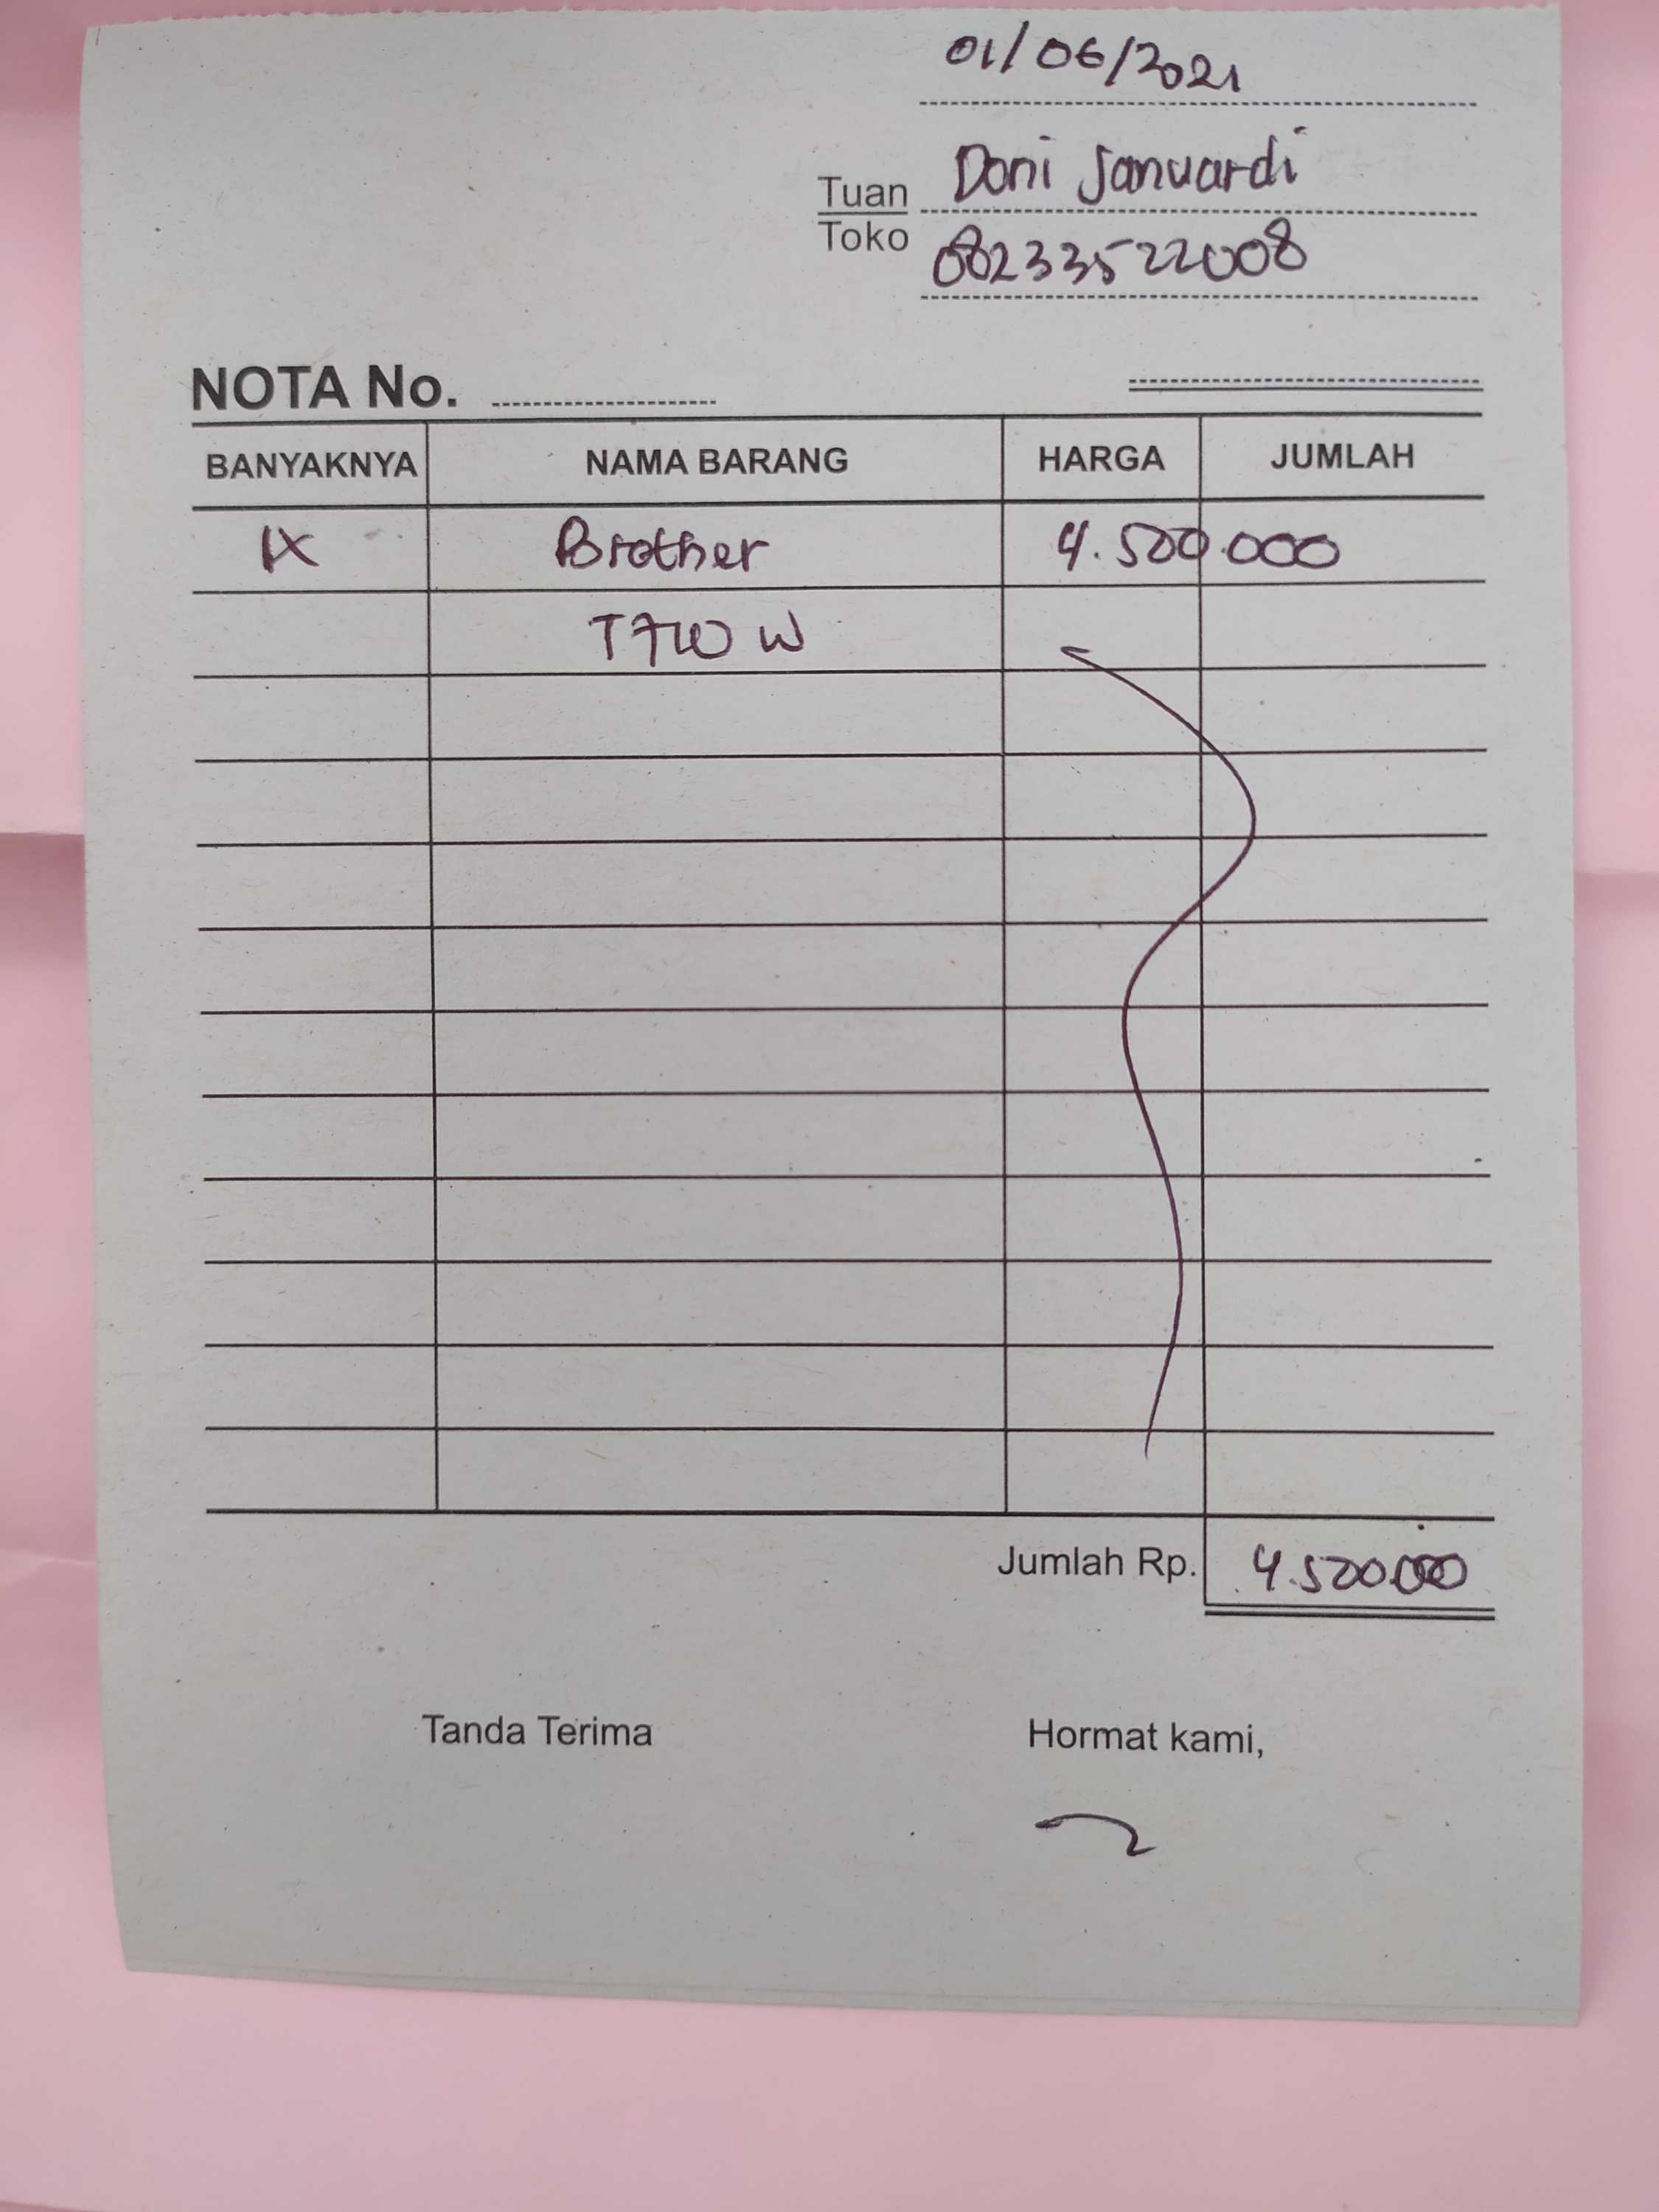 01/06/2021
Tuan Doni Januardi
Toko 082335522008
NOTA No.
BANYAKNYA NAMA BARANG HARGA JUMLAH
1X Brother 4.500.000
T710 W
Jumlah Rp. 4.500.000
Tanda Terima Hormat kami,